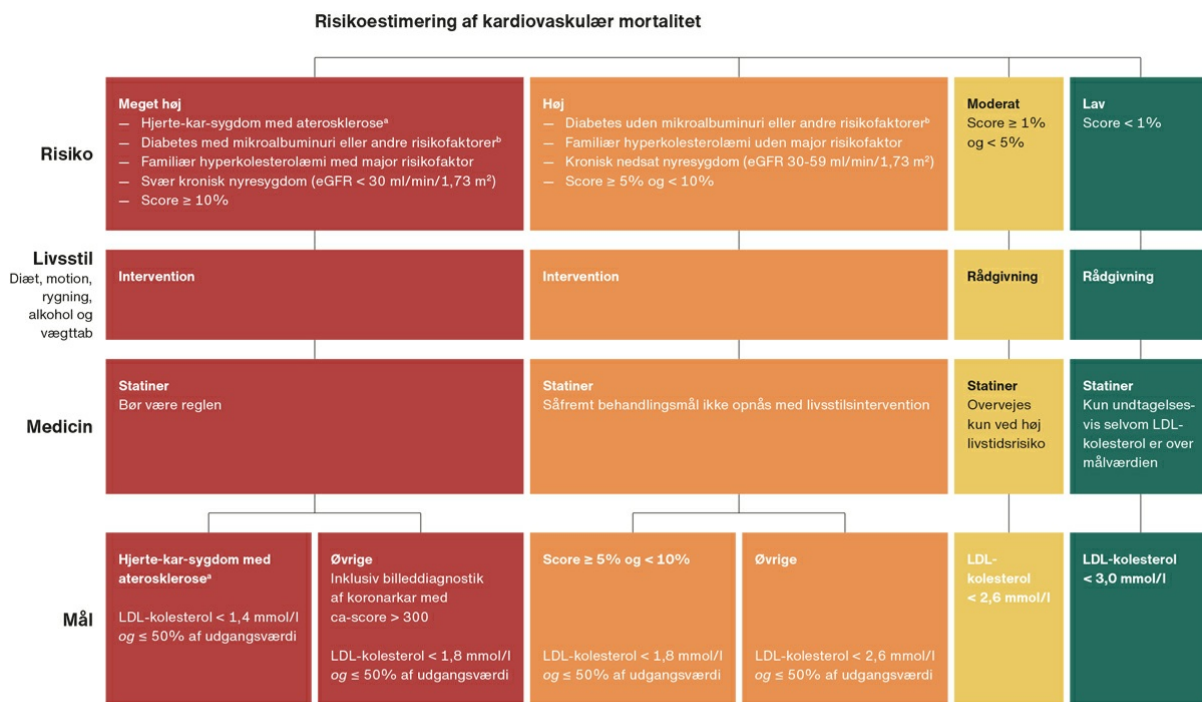 Risikoestimering af kardiovaskulær mortalitet
Risiko
Meget høj
— Hjerte-kar-sygdom med aterosklerose<sup>a</sup>
— Diabetes med mikroalbuminuri eller andre risikofaktorer<sup>b</sup>
— Familiær hyperkolesterolæmi med major risikofaktor
— Svær kronisk nyresygdom (eGFR < 30 ml/min/1,73 m²)
— Score ≥ 10%
Høj
— Diabetes uden mikroalbuminuri eller andre risikofaktorer<sup>b</sup>
— Familiær hyperkolesterolæmi uden major risikofaktor
— Kronisk nedsat nyresygdom (eGFR 30-59 ml/min/1,73 m²)
— Score ≥ 5% og < 10%
Moderat
Score ≥ 1%
og < 5%
Lav
Score < 1%
Livsstil
Diæt, motion,
rygning,
alkohol og
vægttab
Intervention
Intervention
Rådgivning
Rådgivning
Medicin
Statiner
Bør være reglen
Statiner
Såfremt behandlingsmål ikke opnås med livsstilsintervention
Statiner
Overvejes
kun ved høj
livstidsrisiko
Statiner
Kun undtagelses-
vis selvom LDL-
kolesterol er over
målværdien
Mål
Hjerte-kar-sygdom med
aterosklerose<sup>a</sup>
LDL-kolesterol < 1,4 mmol/l
og ≤ 50% af udgangsværdi
Øvrige
Inklusiv billeddiagnostik
af koronarkar med
ca-score > 300
LDL-kolesterol < 1,8 mmol/l
og ≤ 50% af udgangsværdi
Score ≥ 5% og < 10%
LDL-kolesterol < 1,8 mmol/l
og ≤ 50% af udgangsværdi
Øvrige
LDL-kolesterol < 2,6 mmol/l
og ≤ 50% af udgangsværdi
LDL-
kolesterol
< 2,6 mmol/l
LDL-kolesterol
< 3,0 mmol/l